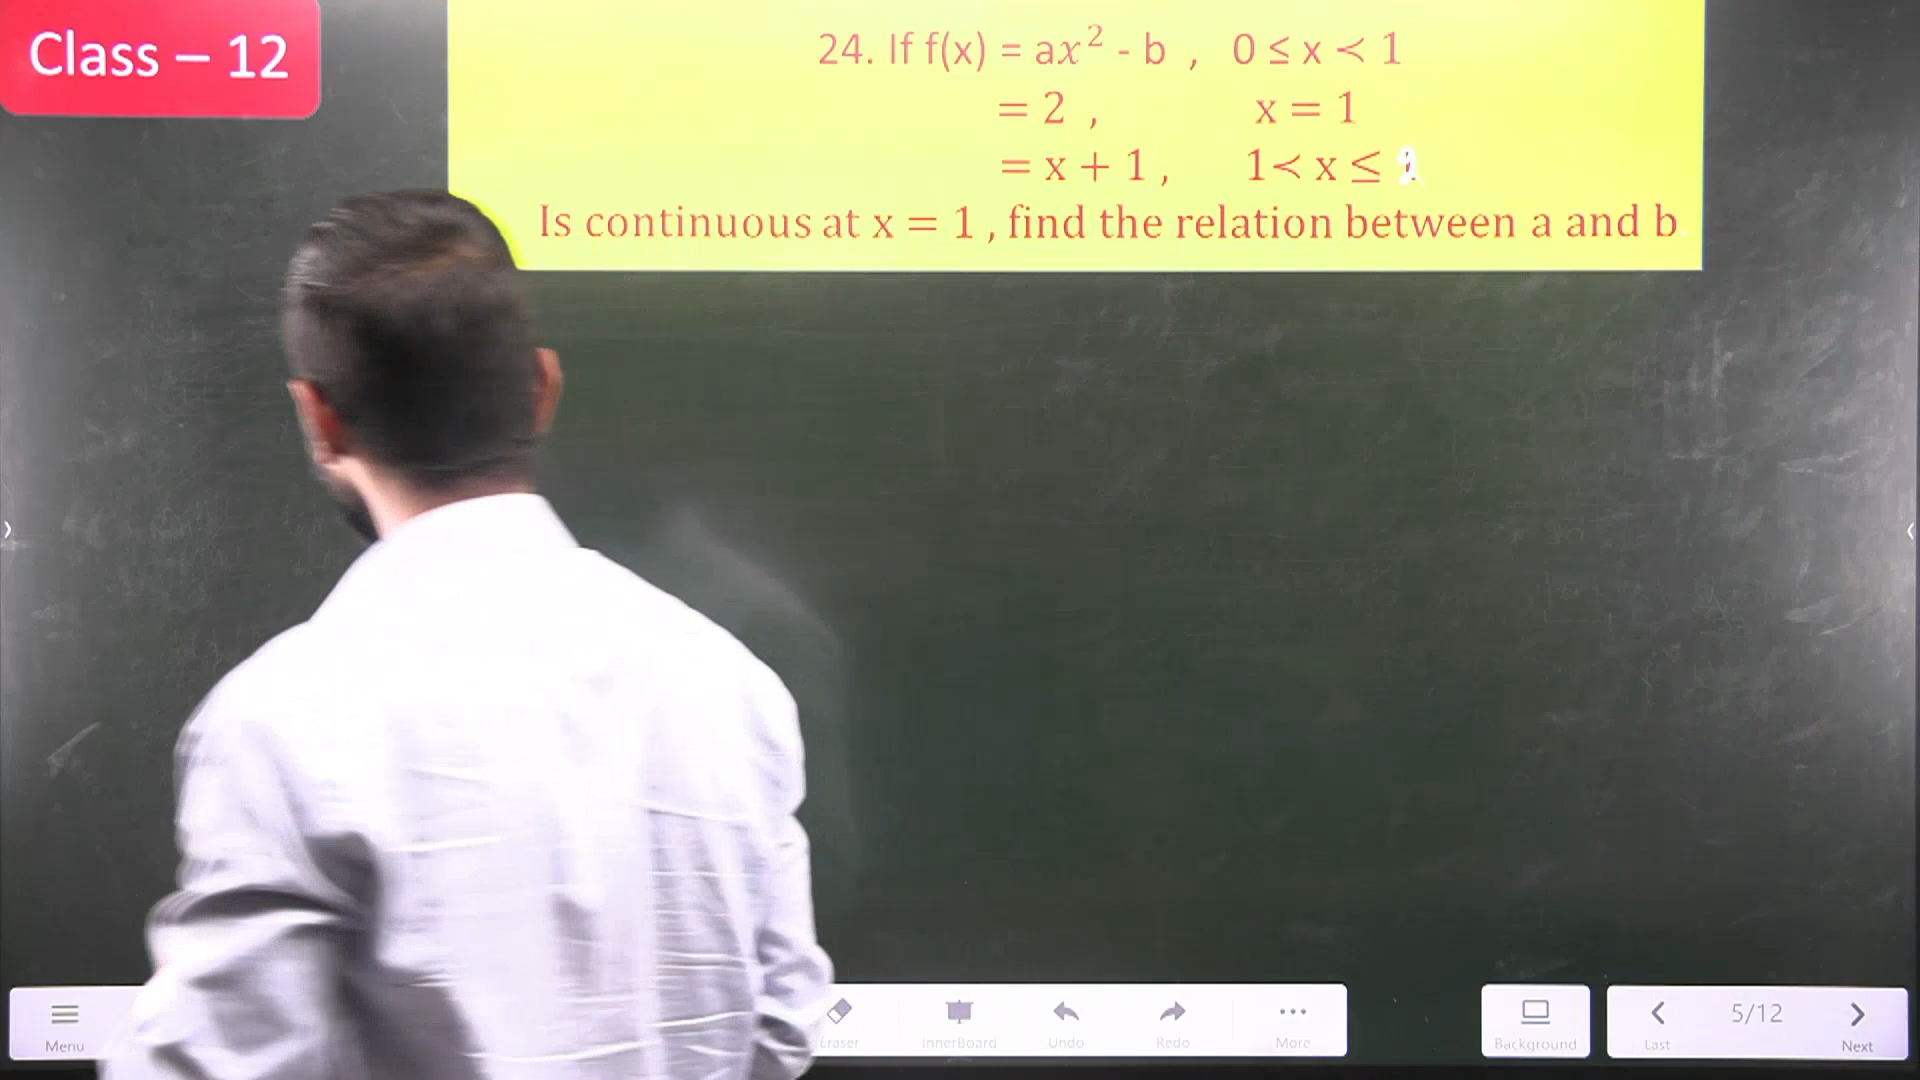 Class – 12
24. If f(x) = ax² - b , 0 ≤ x < 1
= 2 , x = 1
= x + 1 , 1< x ≤
Is continuous at x = 1 , find the relation between a and b.
Menu Eraser InnerBoard Undo Redo More Background Last 5/12 Next